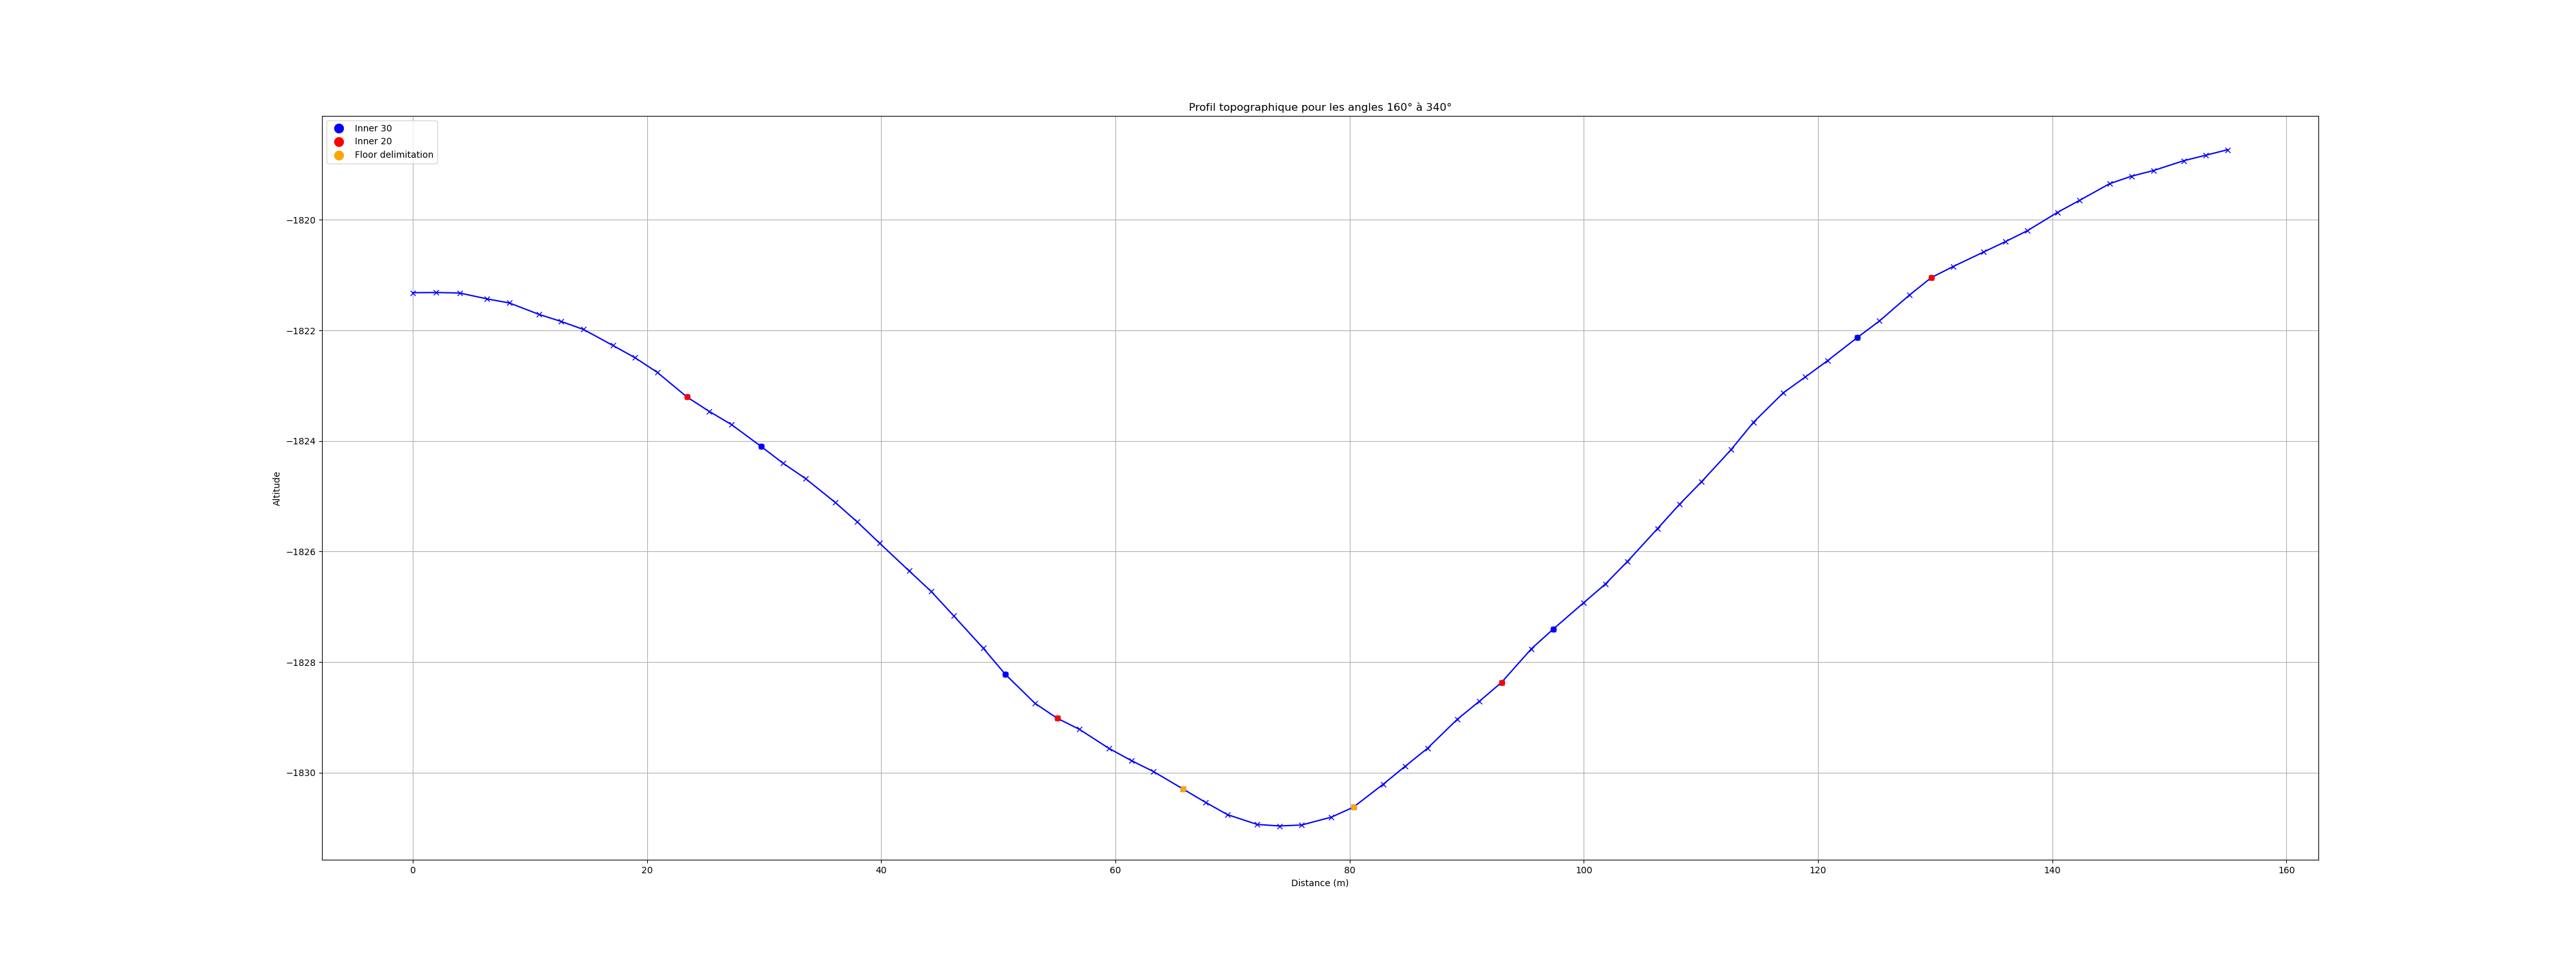 Profil topographique pour les angles 160° à 340°
Inner 30
Inner 20
Floor delimitation
Altitude
−1820
−1822
−1824
−1826
−1828
−1830
0 20 40 60 80 100 120 140 160
Distance (m)